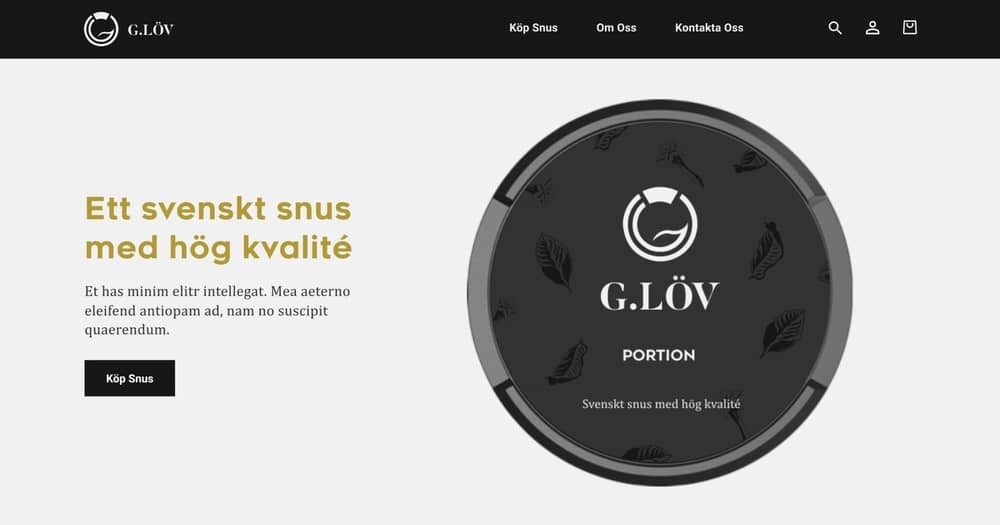 G.LÖV
Köp Snus
Om Oss
Kontakta Oss
Ett svenskt snus
med hög kvalité
Et has minim elitr intellegat. Mea aeterno
eleifend antiopam ad, nam no suscipit
quaerendum.
Köp Snus
G.LÖV
PORTION
Svenskt snus med hög kvalité